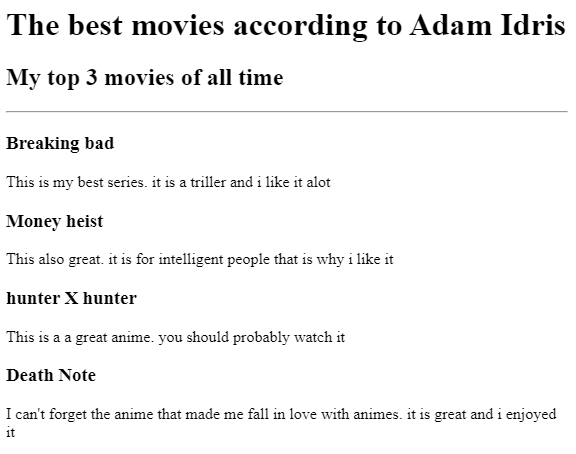 The best movies according to Adam Idris
My top 3 movies of all time
Breaking bad
This is my best series. it is a triller and i like it alot
Money heist
This also great. it is for intelligent people that is why i like it
hunter X hunter
This is a a great anime. you should probably watch it
Death Note
I can't forget the anime that made me fall in love with animes. it is great and i enjoyed
it